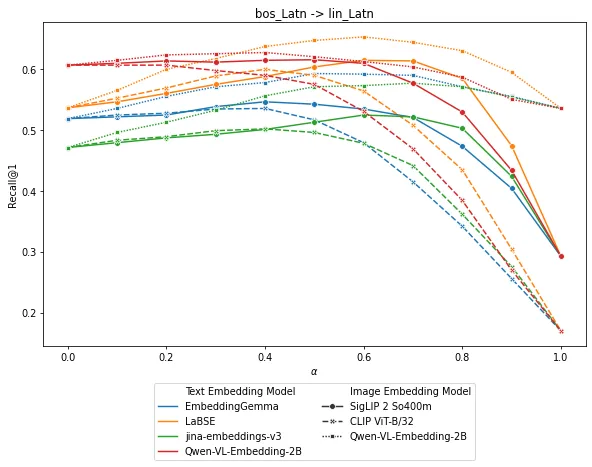 bos_Latn -> lin_Latn
Recall@1
0.6
0.5
0.4
0.3
0.2
0.0 0.2 0.4 0.6 0.8 1.0
α
Text Embedding Model
EmbeddingGemma
LaBSE
jina-embeddings-v3
Qwen-VL-Embedding-2B
Image Embedding Model
SigLIP 2 So400m
CLIP ViT-B/32
Qwen-VL-Embedding-2B